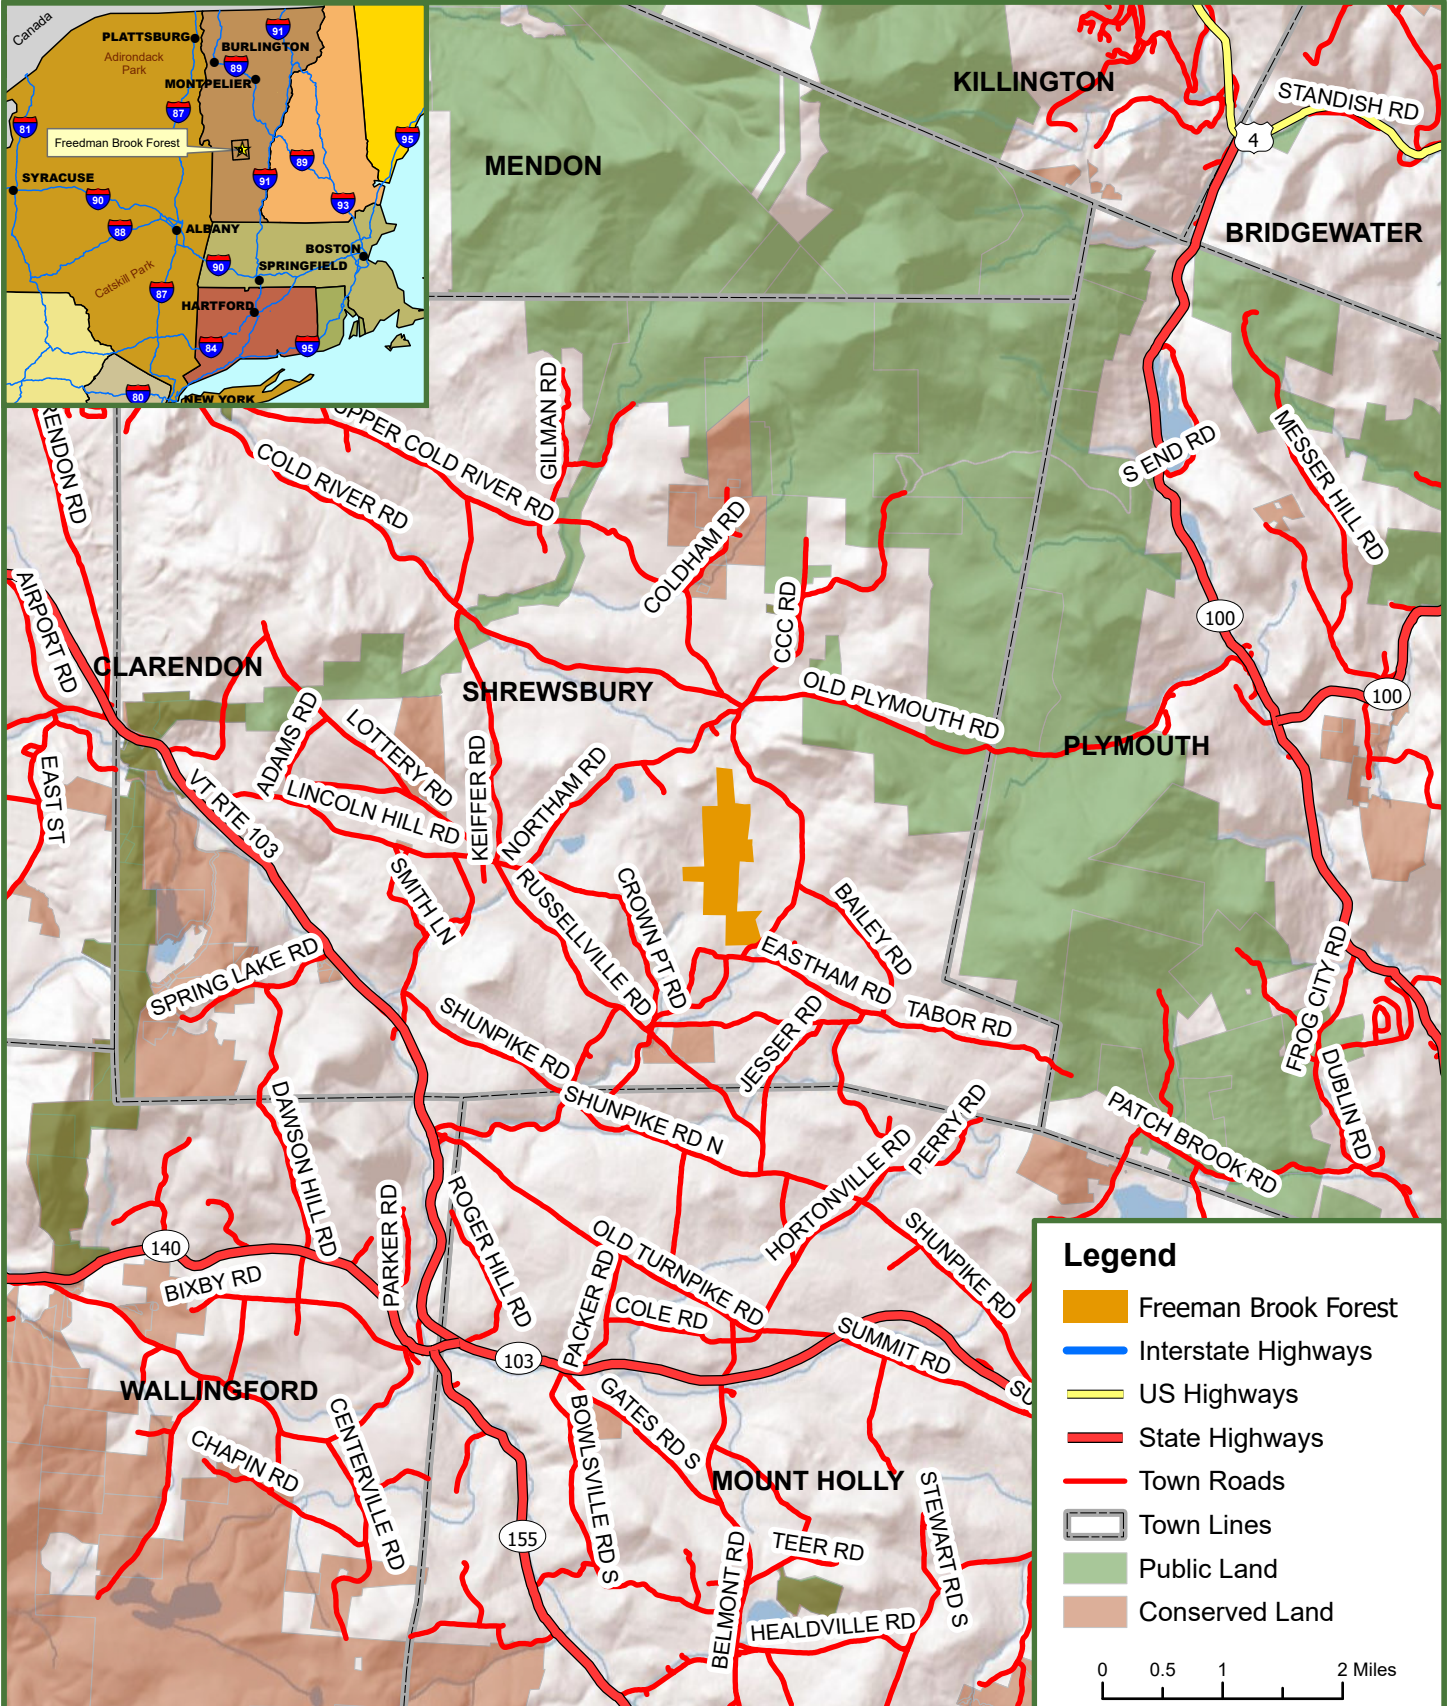 Canada
PLATTSBURG
Adirondack
Park
BURLINGTON
MONTPELIER
91
89
87
81
95
Freedman Brook Forest
89
91
93
SYRACUSE
90
88
ALBANY
BOSTON
90
SPRINGFIELD
Catskill Park
87
HARTFORD
84
95
80
NEW YORK
KILLINGTON
STANDISH RD
4
MENDON
BRIDGEWATER
GILMAN RD
UPPER COLD RIVER RD
COLD RIVER RD
RENDON RD
S END RD
MESSER HILL RD
COLDHAM RD
CCC RD
AIRPORT RD
100
CLARENDON
SHREWSBURY
OLD PLYMOUTH RD
100
PLYMOUTH
ADAMS RD
LOTTERY RD
KEIFFER RD
NORTHAM RD
EAST ST
VT RTE 103
LINCOLN HILL RD
SMITH LN
RUSSELLVILLE RD
CROWN PT RD
BAILEY RD
SPRING LAKE RD
EASTHAM RD
TABOR RD
FROG CITY RD
SHUNPIKE RD
JESSER RD
DUBLIN RD
DAWSON HILL RD
SHUNPIKE RD N
PERRY RD
PATCH BROOK RD
HORTONVILLE RD
PARKER RD
ROGER HILL RD
140
BIXBY RD
OLD TURNPIKE RD
SHUNPIKE RD
PACKER RD
COLE RD
SUMMIT RD
103
SU
WALLINGFORD
GATES RD S
BOWLSVILLE RD S
CENTERVILLE RD
CHAPIN RD
MOUNT HOLLY
STEWART RD S
155
TEER RD
BELMONT RD
HEALDVILLE RD
Legend
Freeman Brook Forest
Interstate Highways
US Highways
State Highways
Town Roads
Town Lines
Public Land
Conserved Land
0 0.5 1 2 Miles